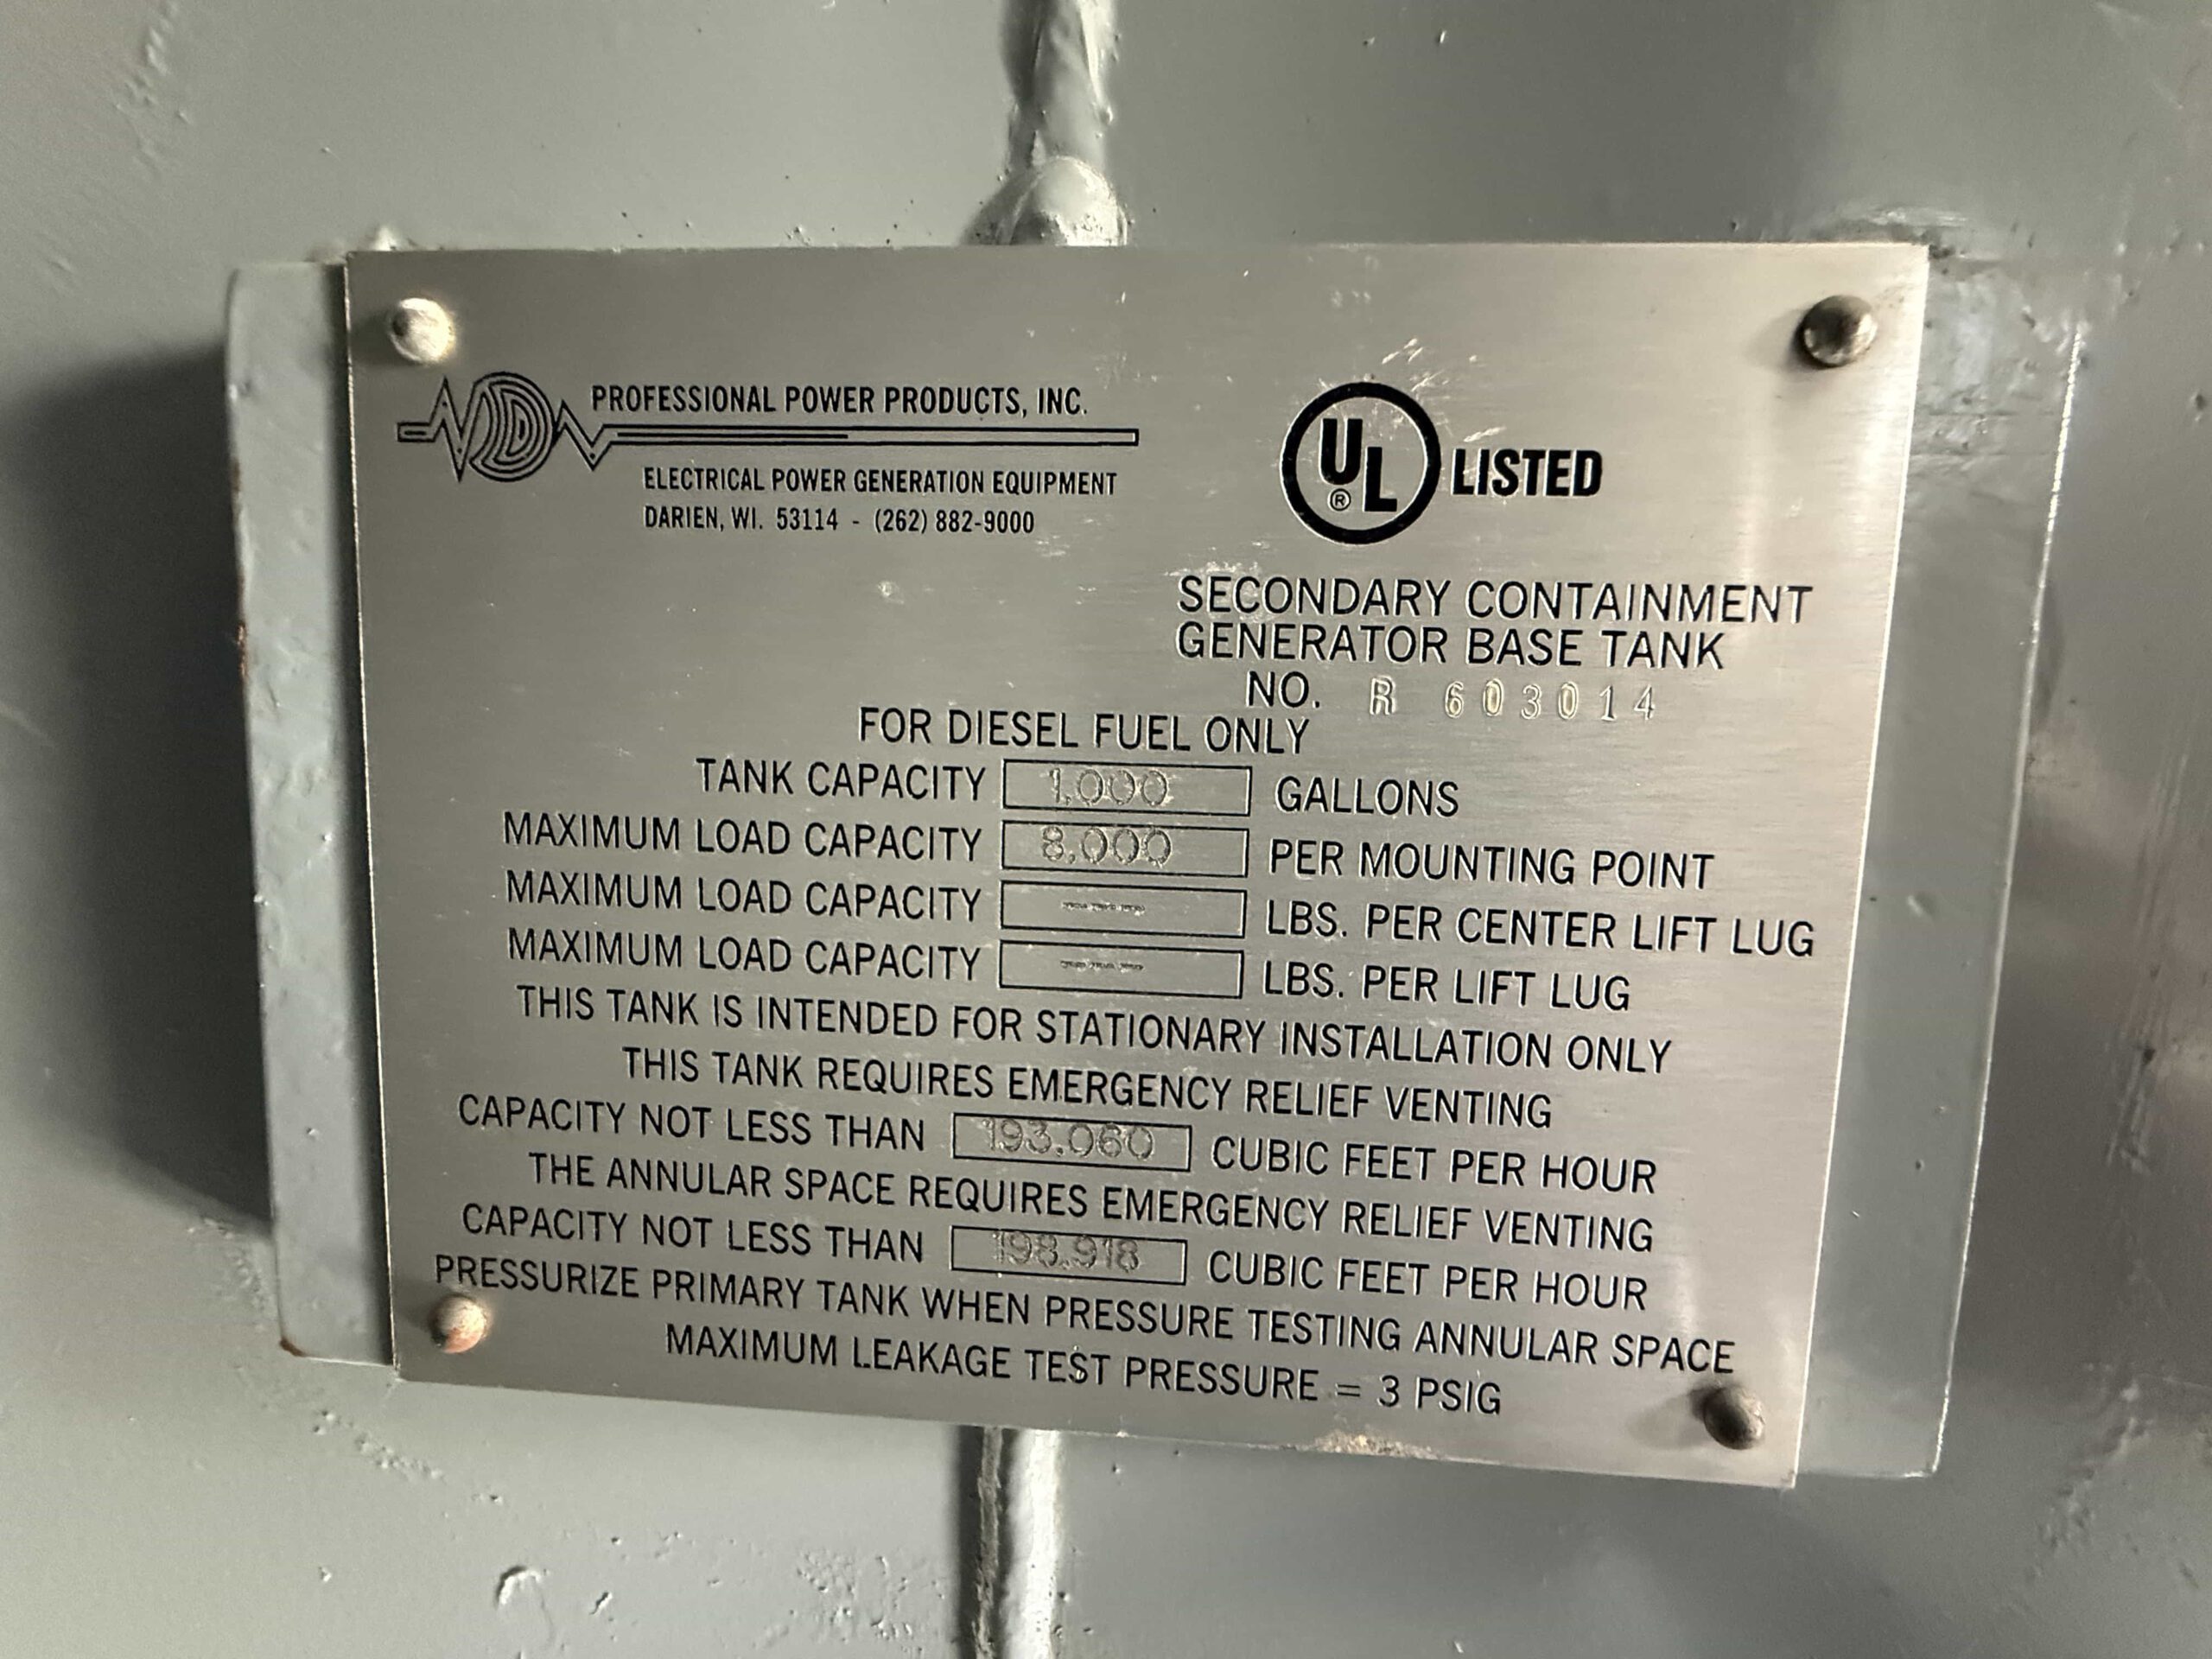 PROFESSIONAL POWER PRODUCTS, INC.
ELECTRICAL POWER GENERATION EQUIPMENT
DARIEN, WI. 53114 - (262) 882-9000
UL® LISTED
SECONDARY CONTAINMENT
GENERATOR BASE TANK
NO. R 603014
FOR DIESEL FUEL ONLY
TANK CAPACITY 1,000 GALLONS
MAXIMUM LOAD CAPACITY 8,000 PER MOUNTING POINT
MAXIMUM LOAD CAPACITY --- LBS. PER CENTER LIFT LUG
MAXIMUM LOAD CAPACITY --- LBS. PER LIFT LUG
THIS TANK IS INTENDED FOR STATIONARY INSTALLATION ONLY
THIS TANK REQUIRES EMERGENCY RELIEF VENTING
CAPACITY NOT LESS THAN 193,060 CUBIC FEET PER HOUR
THE ANNULAR SPACE REQUIRES EMERGENCY RELIEF VENTING
CAPACITY NOT LESS THAN 198,918 CUBIC FEET PER HOUR
PRESSURIZE PRIMARY TANK WHEN PRESSURE TESTING ANNULAR SPACE
MAXIMUM LEAKAGE TEST PRESSURE = 3 PSIG